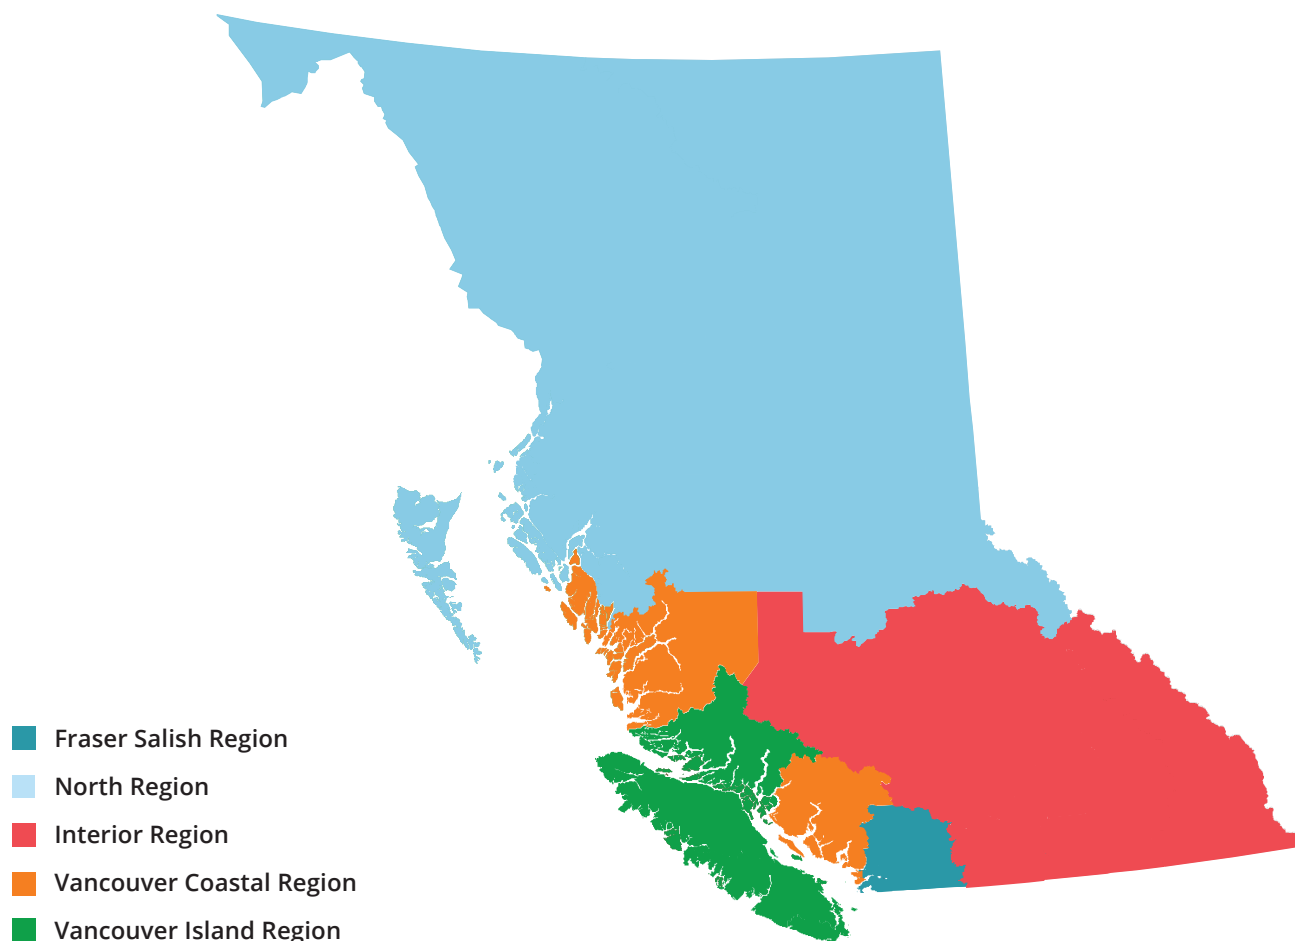 Fraser Salish Region
North Region
Interior Region
Vancouver Coastal Region
Vancouver Island Region